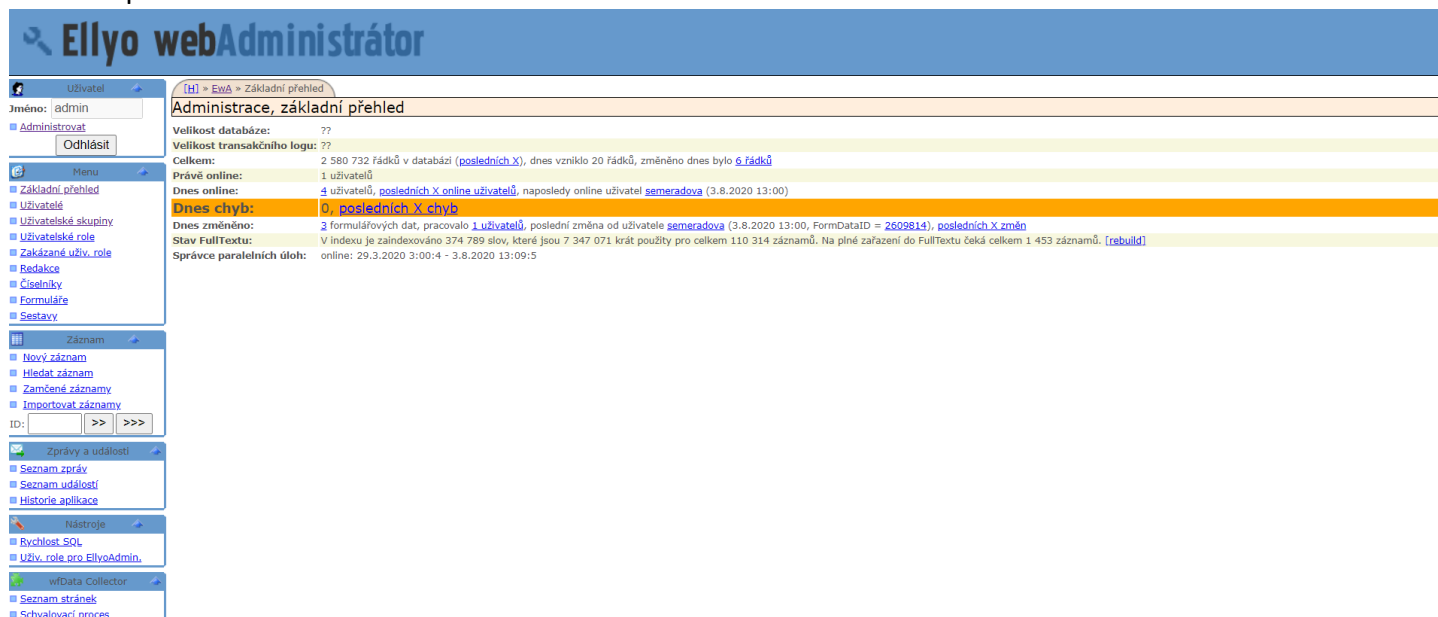 Ellyo webAdministrátor
Uživatel
Jméno: admin
Administrovat
Odhlásit
Menu
Základní přehled
Uživatelé
Uživatelské skupiny
Uživatelské role
Zakázané uživ. role
Redakce
Číselníky
Formuláře
Sestavy
Záznam
Nový záznam
Hledat záznam
Zamčené záznamy
Importovat záznamy
ID: >> >>>
Zprávy a události
Seznam zpráv
Seznam událostí
Historie aplikace
Nástroje
Rychlost SQL
Uživ. role pro EllyoAdmin.
wfData Collector
Seznam stránek
Schvalovací proces
[H] » EwA » Základní přehled
Administrace, základní přehled
Velikost databáze: ??
Velikost transakčního logu: ??
Celkem: 2 580 732 řádků v databázi (posledních X), dnes vzniklo 20 řádků, změněno dnes bylo 6 řádků
Právě online: 1 uživatelů
Dnes online: 4 uživatelů, posledních X online uživatelů, naposledy online uživatel semeradova (3.8.2020 13:00)
Dnes chyb: 0, posledních X chyb
Dnes změněno: 3 formulářových dat, pracovalo 1 uživatelů, poslední změna od uživatele semeradova (3.8.2020 13:00, FormDataID = 2609814), posledních X změn
Stav FullTextu: V indexu je zaindexováno 374 789 slov, které jsou 7 347 071 krát použity pro celkem 110 314 záznamů. Na plné zařazení do FullTextu čeká celkem 1 453 záznamů. [rebuild]
Správce paralelních úloh: online: 29.3.2020 3:00:4 - 3.8.2020 13:09:5